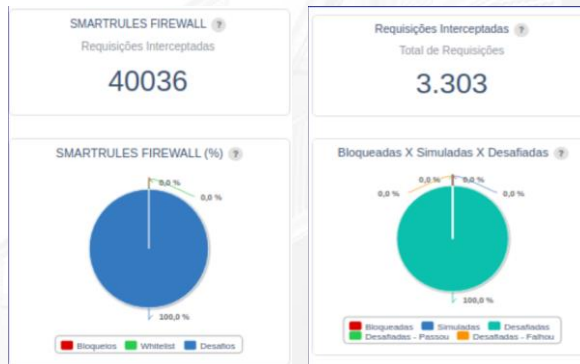 SMARTRULES FIREWALL ?
Requisições Interceptadas
40036
Requisições Interceptadas ?
Total de Requisições
3.303
SMARTRULES FIREWALL (%) ?
0,0 %
0,0 %
100,0 %
Bloqueios Whitelist Desafios
Bloqueadas X Simuladas X Desafiadas ?
0,0 % 0,0 %
0,0 % 0,0 %
100,0 %
Bloqueadas Simuladas Desafiadas
Desafiadas - Passou Desafiadas - Falhou